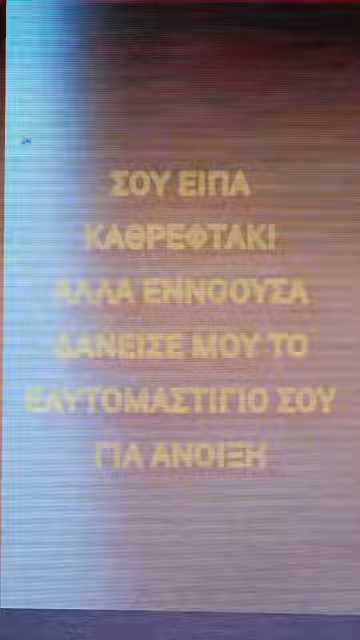 ΣΟΥ ΕΙΠΑ
ΚΑΘΡΕΦΤΑΚΙ
ΑΛΛΑ ΕΝΝΟΟΥΣΑ
ΔΑΝΕΙΣΕ ΜΟΥ ΤΟ
ΕΑΥΤΟΜΑΣΤΙΓΙΟ ΣΟΥ
ΓΙΑ ΑΝΟΙΞΗ